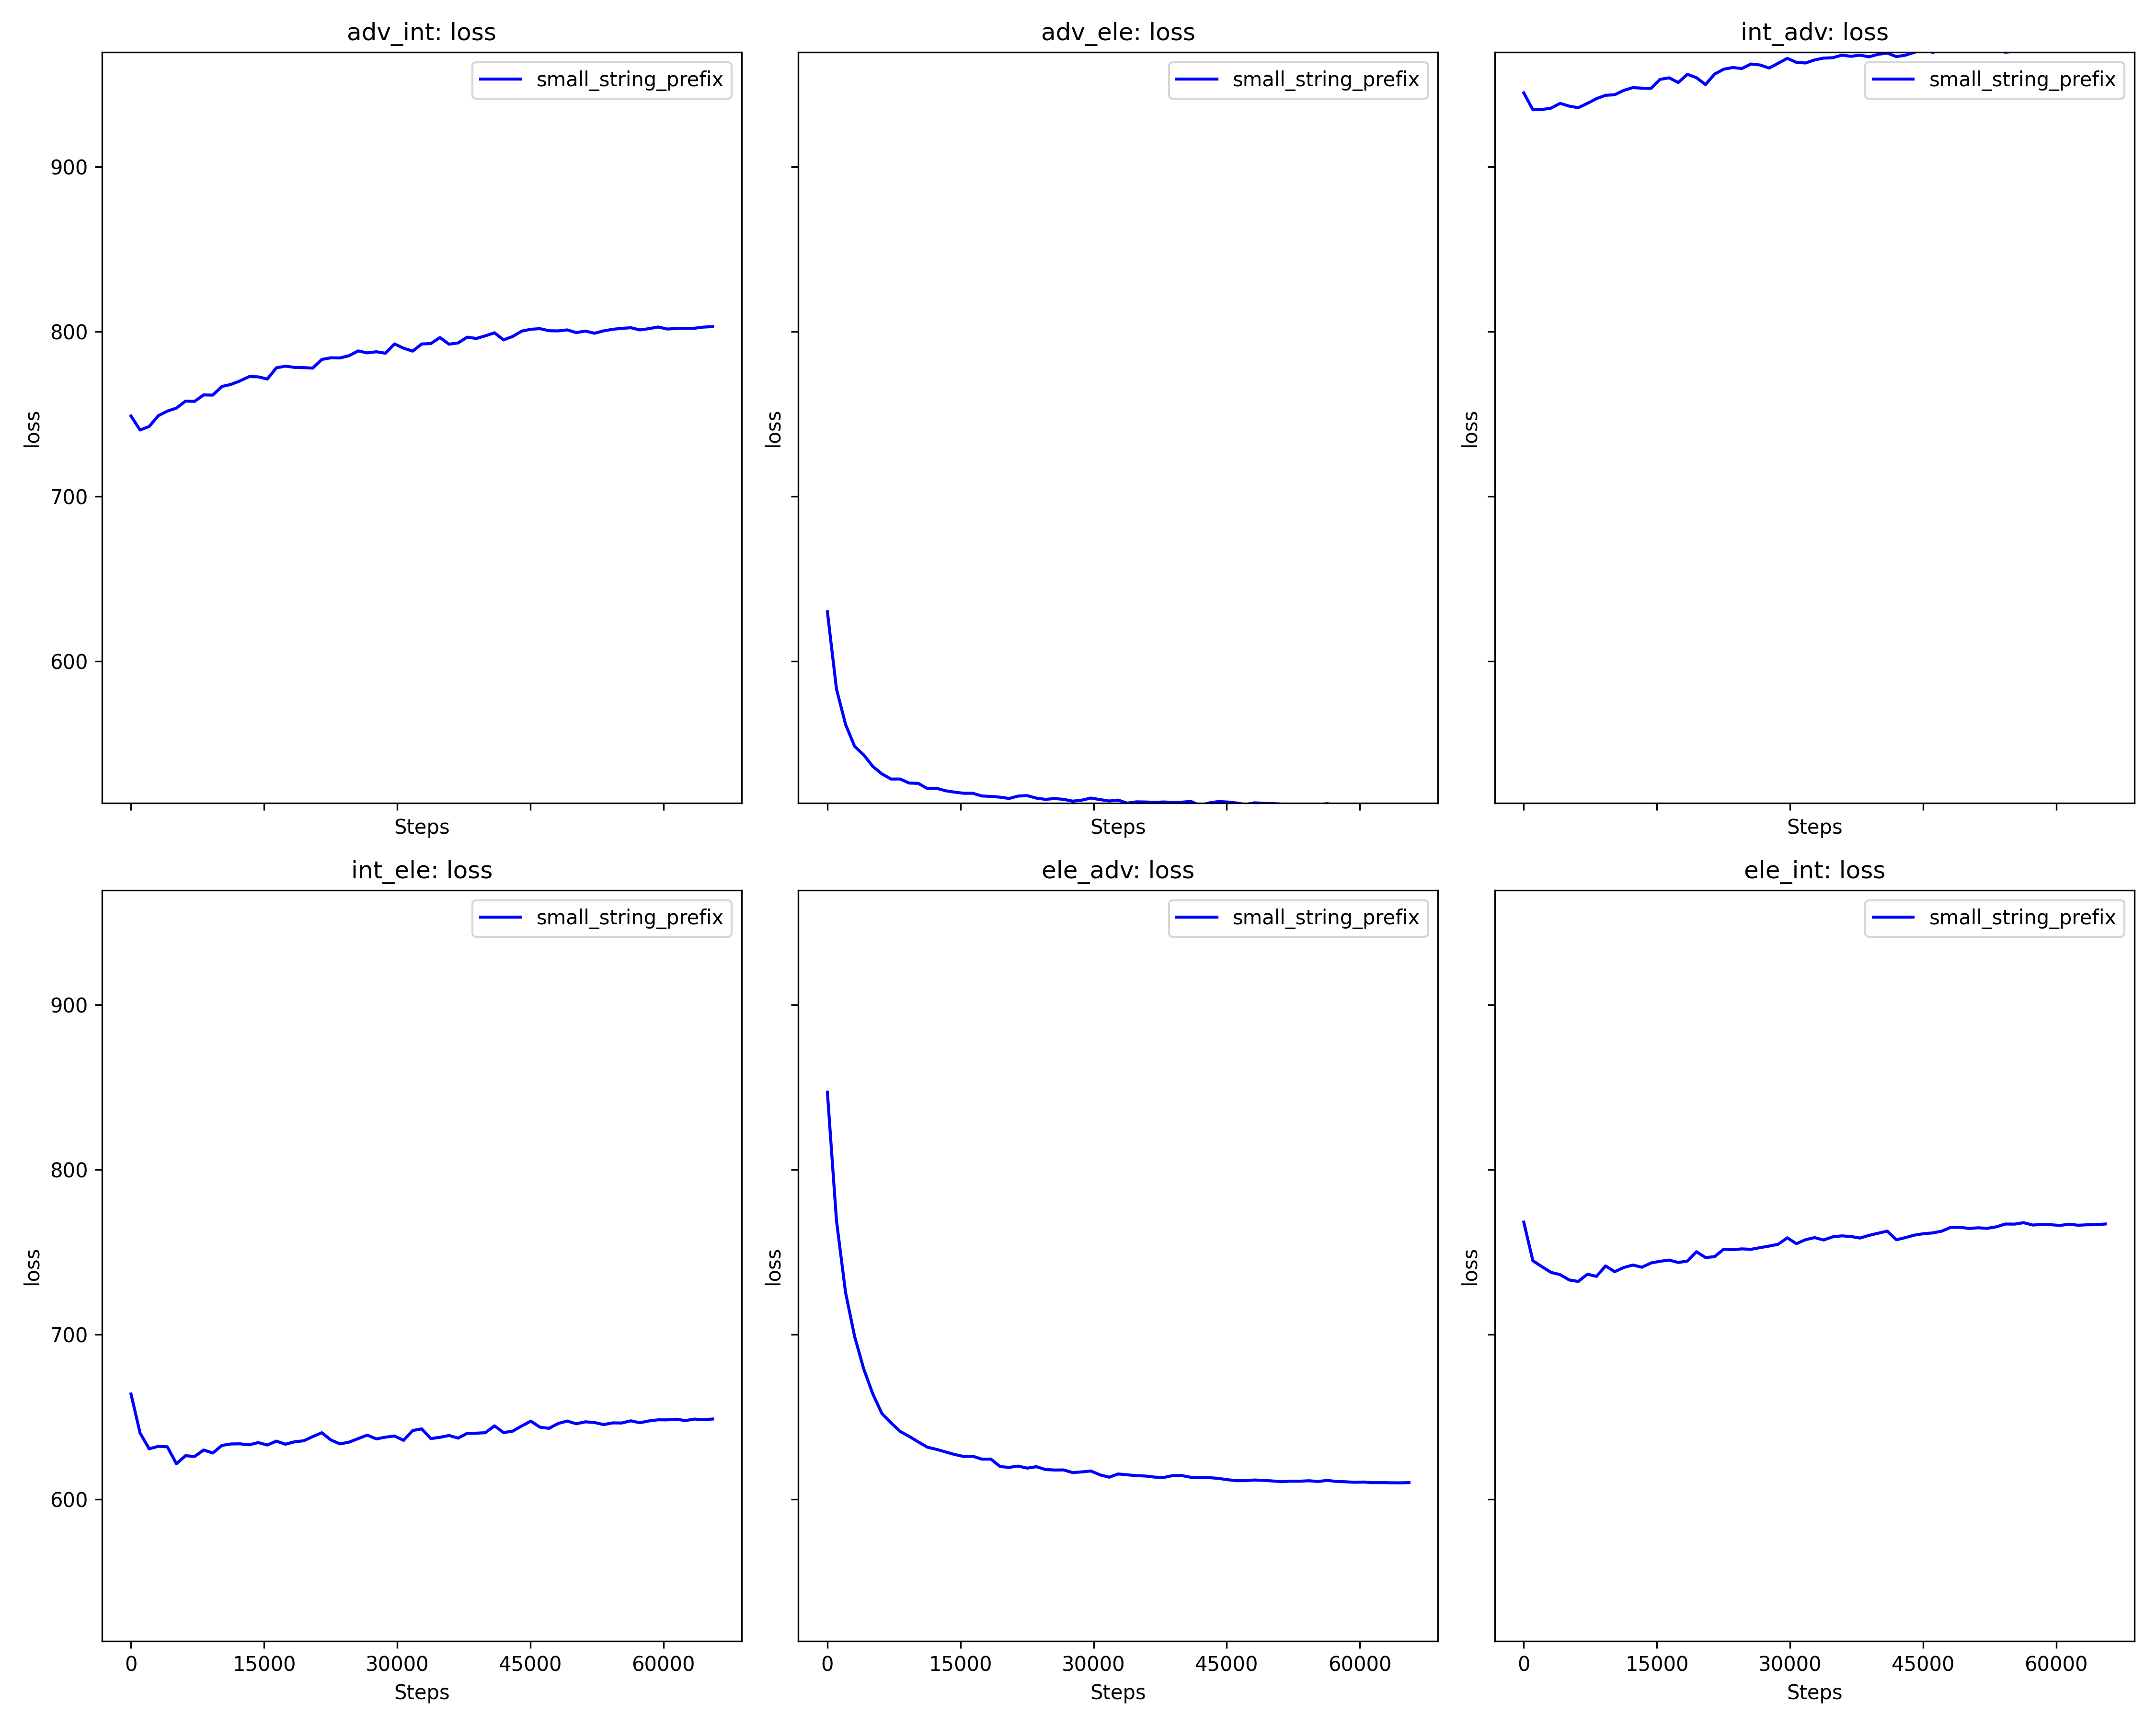 adv_int: loss
adv_ele: loss
int_adv: loss
small_string_prefix
small_string_prefix
small_string_prefix
900
800
700
600
loss
loss
loss
Steps
Steps
Steps
int_ele: loss
ele_adv: loss
ele_int: loss
small_string_prefix
small_string_prefix
small_string_prefix
900
800
700
600
loss
loss
loss
0 15000 30000 45000 60000
0 15000 30000 45000 60000
0 15000 30000 45000 60000
Steps
Steps
Steps